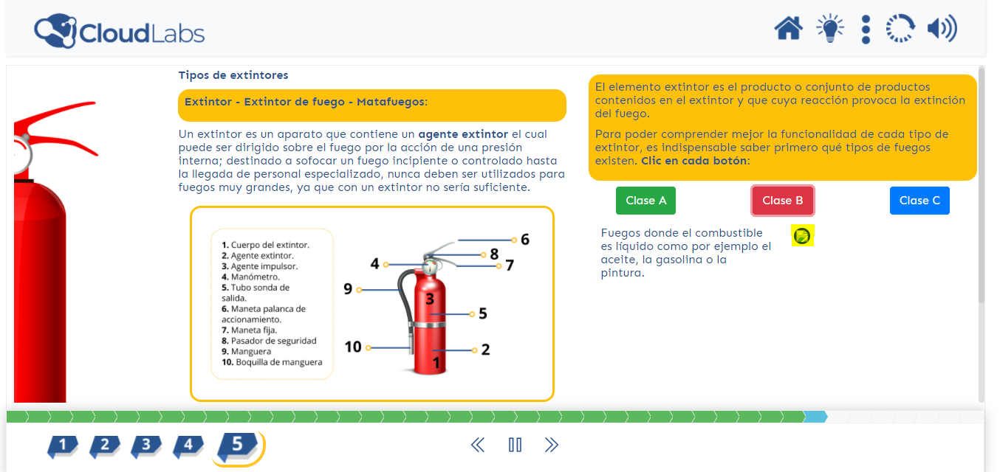 CloudLabs
Tipos de extintores
Extintor - Extintor de fuego - Matafuegos:
Un extintor es un aparato que contiene un agente extintor el cual
puede ser dirigido sobre el fuego por la acción de una presión
interna; destinado a sofocar un fuego incipiente o controlado hasta
la llegada de personal especializado, nunca deben ser utilizados para
fuegos muy grandes, ya que con un extintor no sería suficiente.
1. Cuerpo del extintor.
2. Agente extintor.
3. Agente impulsor.
4. Manómetro.
5. Tubo sonda de
salida.
6. Maneta palanca de
accionamiento.
7. Maneta fija.
8. Pasador de seguridad
9. Manguera
10. Boquilla de manguera
6
8
4
7
9
3
5
10
2
1
El elemento extintor es el producto o conjunto de productos
contenidos en el extintor y que cuya reacción provoca la extinción
del fuego.
Para poder comprender mejor la funcionalidad de cada tipo de
extintor, es indispensable saber primero qué tipos de fuegos
existen. Clic en cada botón:
Clase A
Clase B
Clase C
Fuegos donde el combustible
es líquido como por ejemplo el
aceite, la gasolina o la
pintura.
1
2
3
4
5